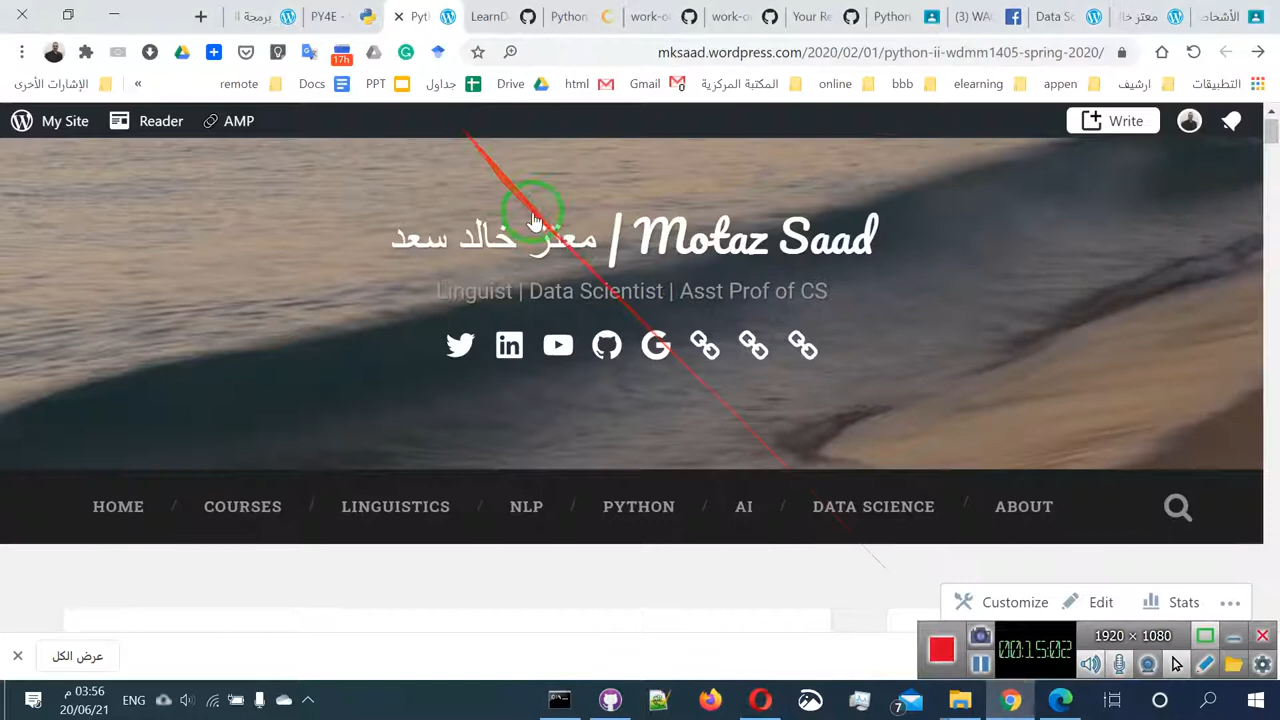 برمجة II
PY4E -
Pyt
LearnD
Python
work-o
work-o
Your Re
Python
(3) WA
Data Sc
معتز خال
الأشخا
17h
mksaad.wordpress.com/2020/02/01/python-ii-wdmm1405-spring-2020/
الإشارات الأخرى
»
remote
Docs
PPT
جداول
Drive
html
Gmail
المكتبة المركزية
online
bbb
elearning
appen
ارشيف
التطبيقات
My Site
Reader
AMP
Write
معتز خالد سعد | Motaz Saad
Linguist | Data Scientist | Asst Prof of CS
HOME / COURSES / LINGUISTICS / NLP / PYTHON / AI / DATA SCIENCE / ABOUT
Customize
Edit
Stats
عرض الكل
00:15:02
1920 × 1080
03:56 م
20/06/21
ENG
7